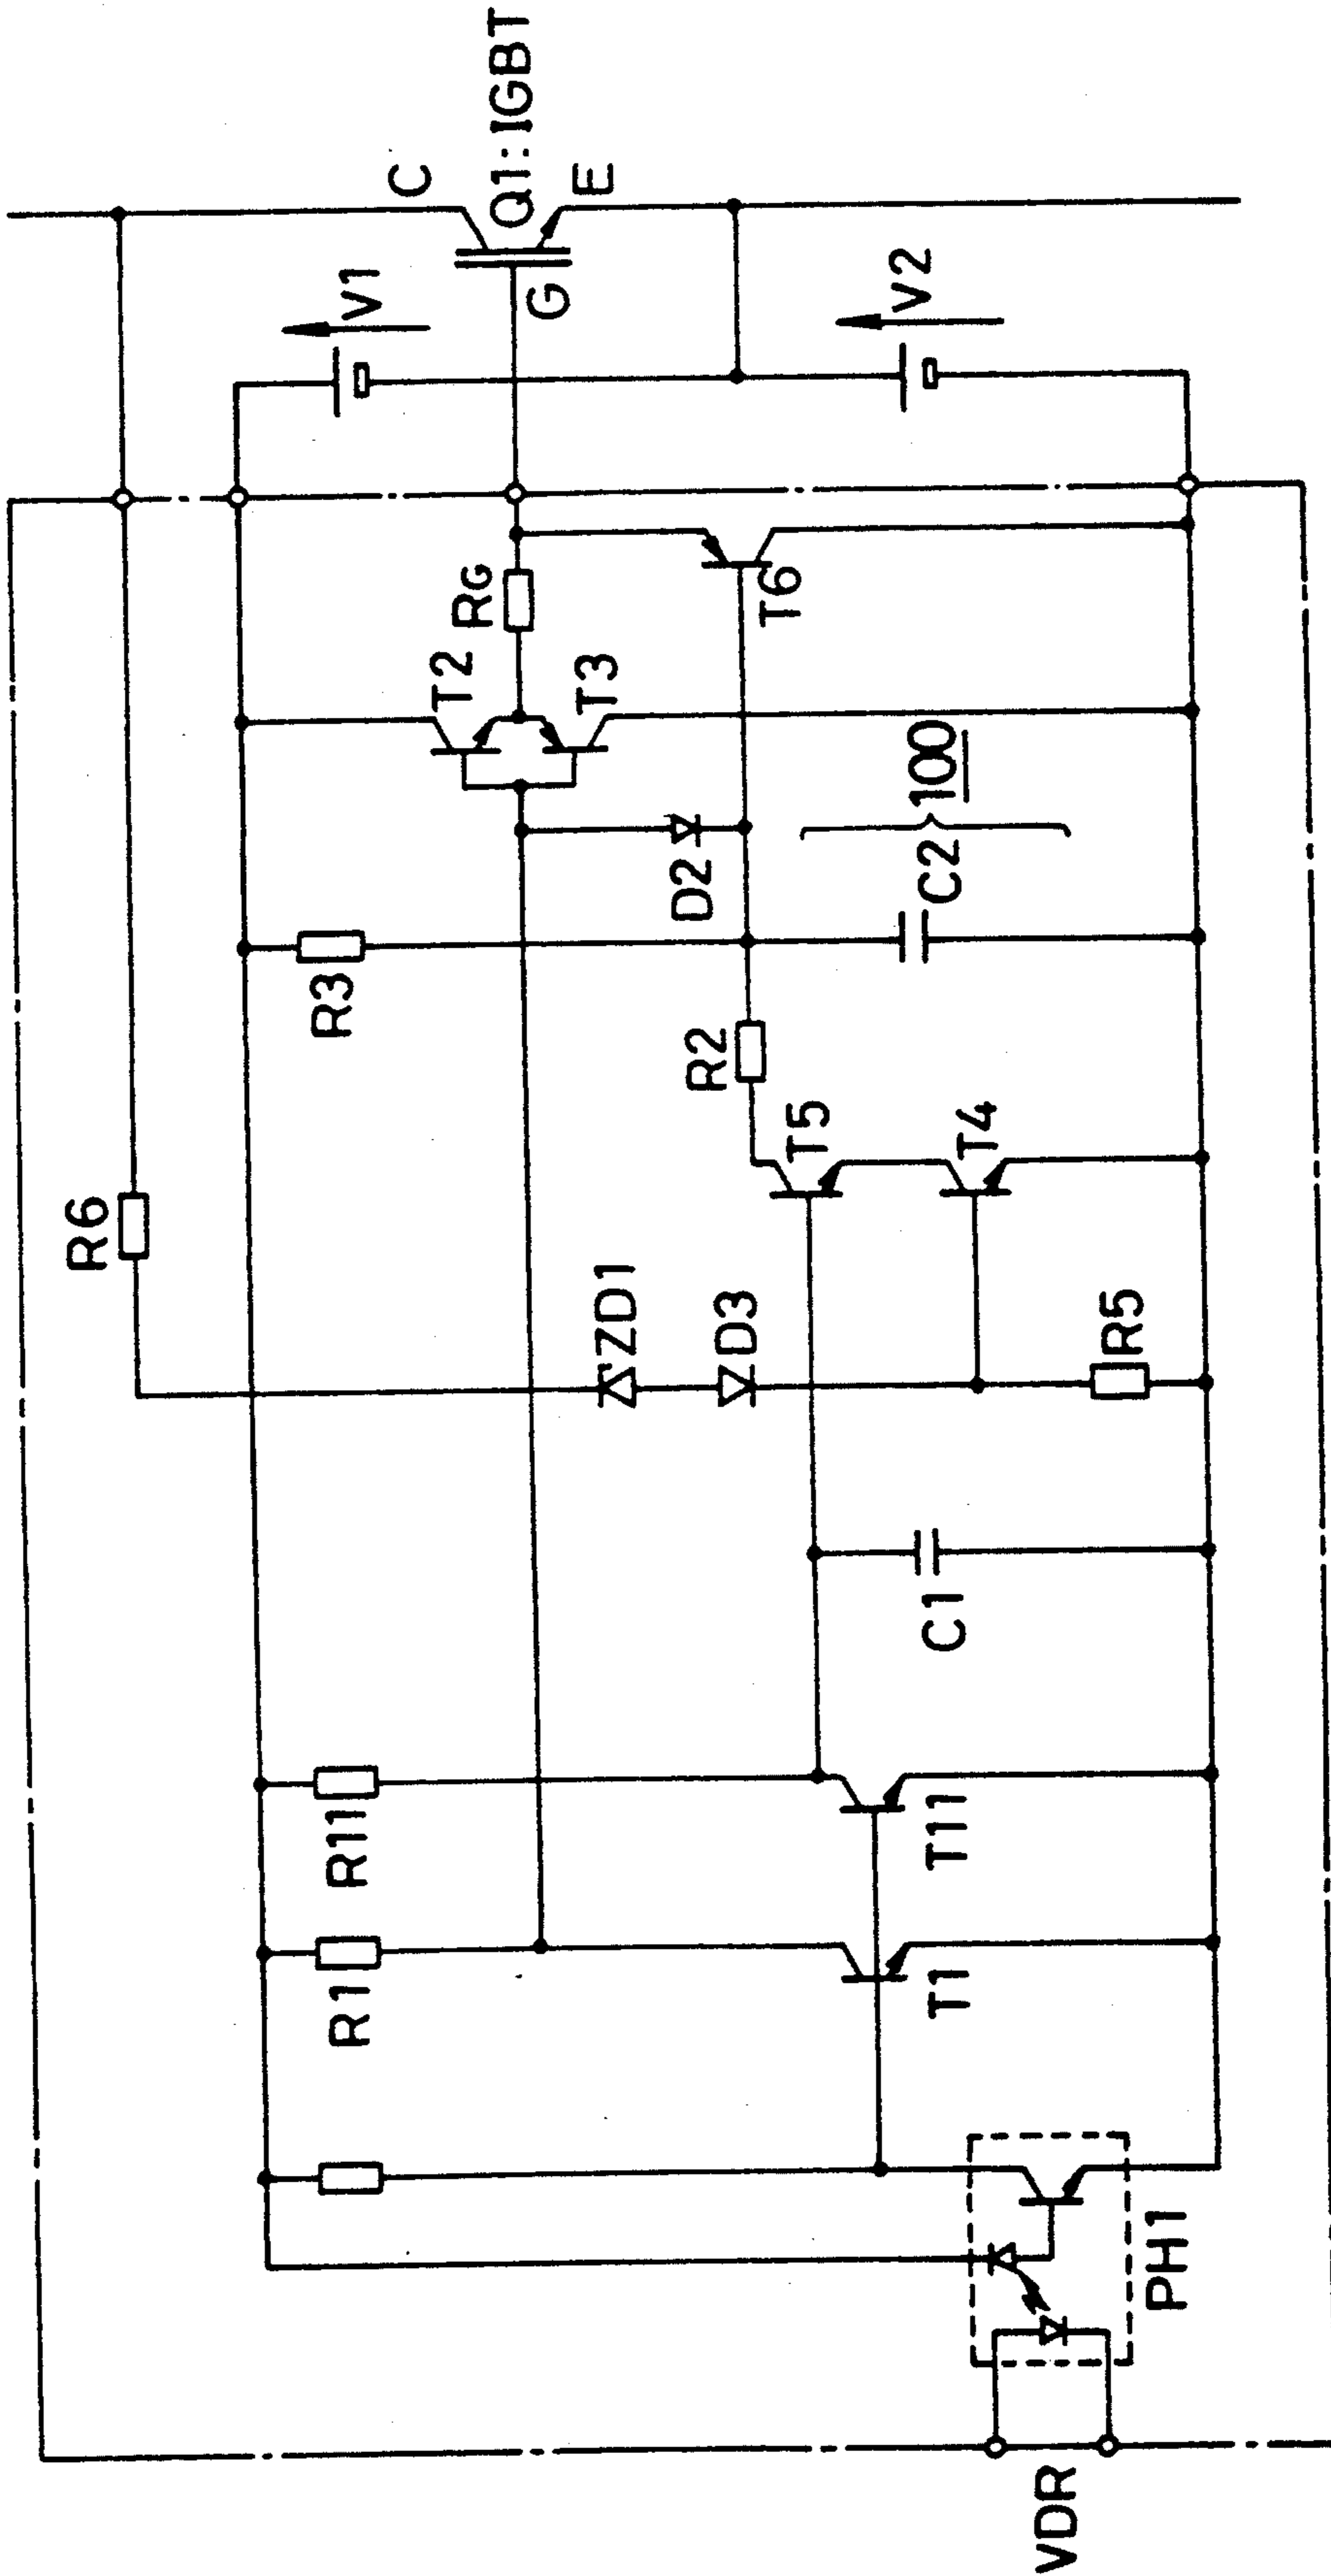 C
Q1:IGBT
E
G
V1
V2
RG
T2
T3
T6
D2
100
C2
R3
R2
T5
T4
R6
ZD1
D3
R5
C1
R11
T11
R1
T1
PH1
VDR